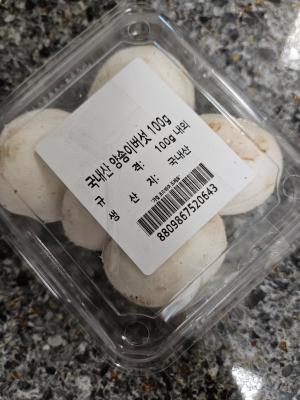 국내산 양송이버섯 100g
규 격: 100g 내외
생 산 지: 국내산
8809867520643